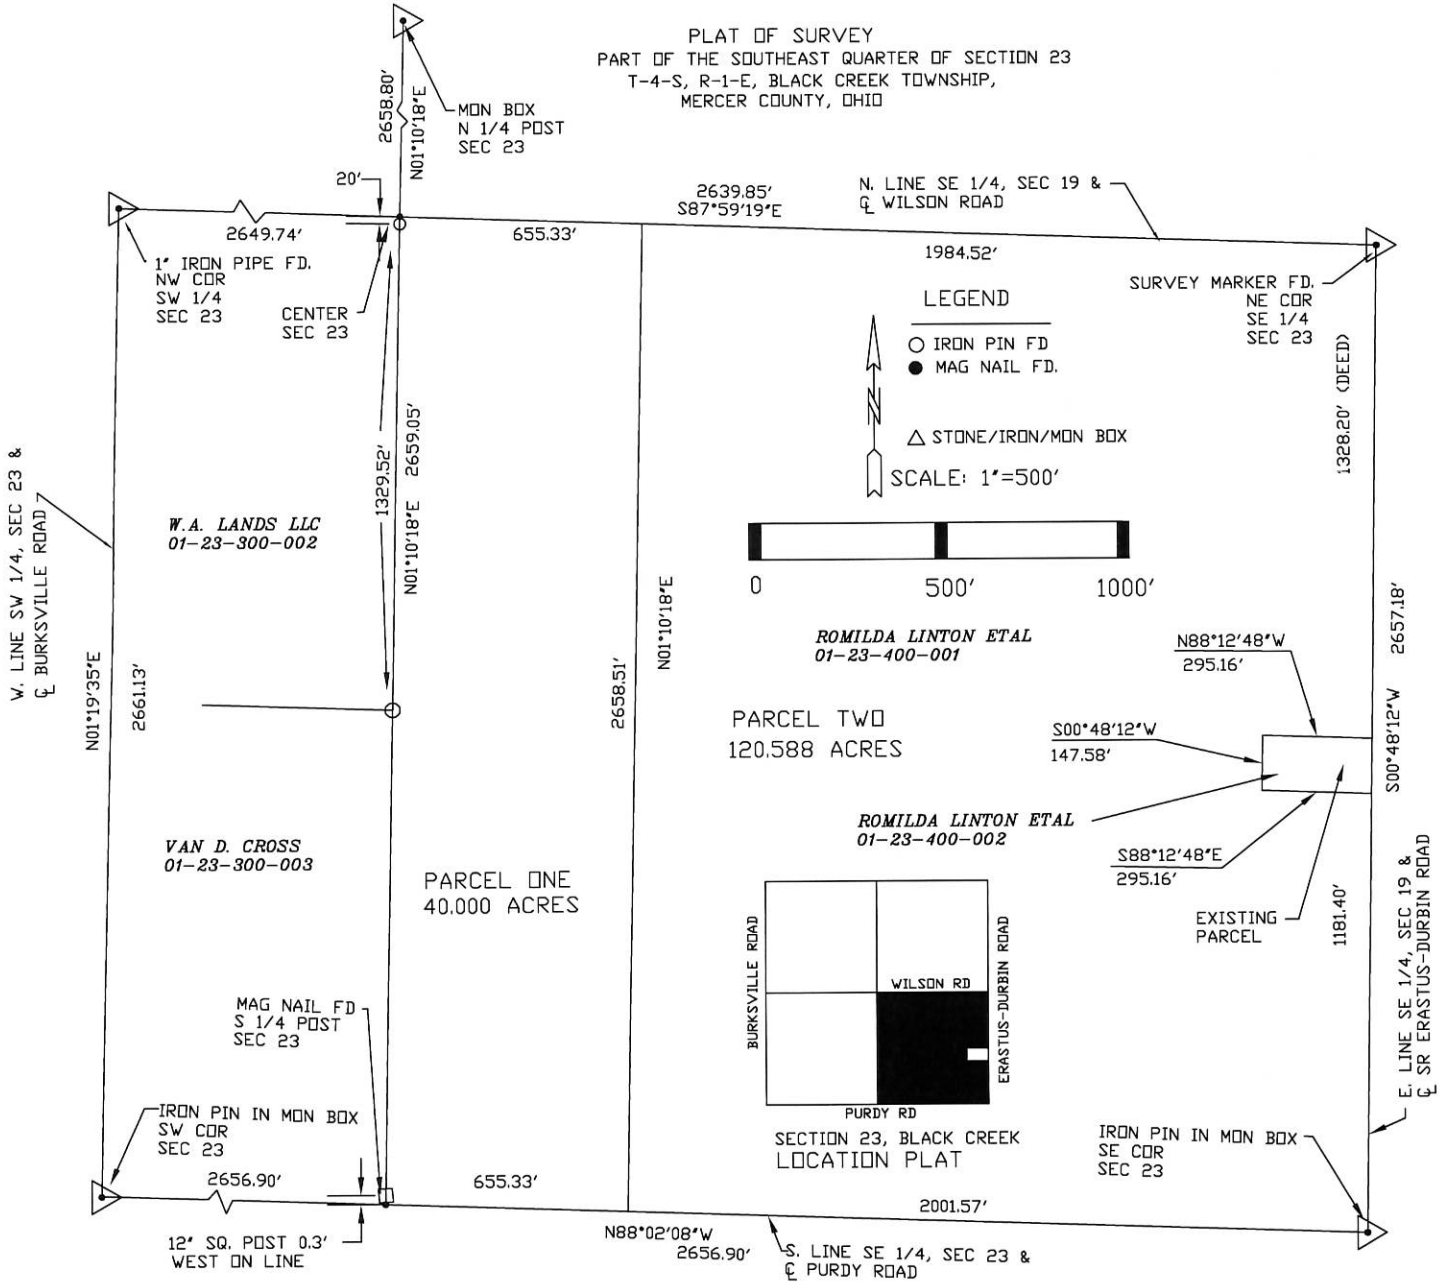 PLAT OF SURVEY
PART OF THE SOUTHEAST QUARTER OF SECTION 23
T-4-S, R-1-E, BLACK CREEK TOWNSHIP,
MERCER COUNTY, OHIO
2658.80'
N01°10'18"E
MON BOX
N 1/4 POST
SEC 23
20'
2649.74'
655.33'
2639.85'
S87°59'19"E
N. LINE SE 1/4, SEC 19 &
℄ WILSON ROAD
1984.52'
1" IRON PIPE FD.
NW COR
SW 1/4
SEC 23
CENTER
SEC 23
SURVEY MARKER FD.
NE COR
SE 1/4
SEC 23
LEGEND
IRON PIN FD
MAG NAIL FD.
STONE/IRON/MON BOX
N
SCALE: 1"=500'
0
500'
1000'
1328.20' (DEED)
1329.52'
N01°10'18"E 2659.05'
W. LINE SW 1/4, SEC 23 &
℄ BURKSVILLE ROAD
W.A. LANDS LLC
01-23-300-002
N01°19'35"E
2661.13'
2658.51'
N01°10'18"E
ROMILDA LINTON ETAL
01-23-400-001
N88°12'48"W
295.16'
PARCEL TWO
120.588 ACRES
S00°48'12"W
147.58'
S00°48'12"W 2657.18'
ROMILDA LINTON ETAL
01-23-400-002
S88°12'48"E
295.16'
EXISTING
PARCEL
1181.40'
E. LINE SE 1/4, SEC 19 &
℄ SR ERASTUS-DURBIN ROAD
VAN D. CROSS
01-23-300-003
PARCEL ONE
40.000 ACRES
BURKSVILLE ROAD
WILSON RD
ERASTUS-DURBIN ROAD
PURDY RD
SECTION 23, BLACK CREEK
LOCATION PLAT
MAG NAIL FD
S 1/4 POST
SEC 23
IRON PIN IN MON BOX
SW COR
SEC 23
IRON PIN IN MON BOX
SE COR
SEC 23
2656.90'
655.33'
2001.57'
12" SQ. POST 0.3'
WEST ON LINE
N88°02'08"W
2656.90'
S. LINE SE 1/4, SEC 23 &
℄ PURDY ROAD